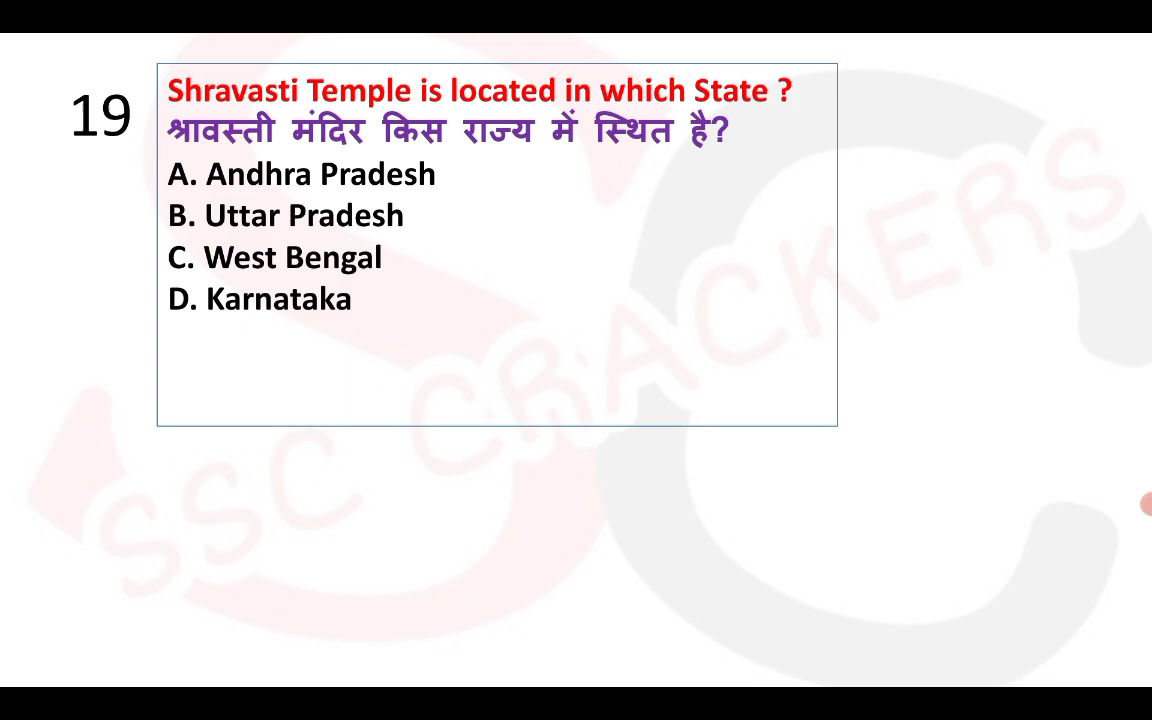 19
Shravasti Temple is located in which State ?
श्रावस्ती मंदिर किस राज्य में स्थित है?
A. Andhra Pradesh
B. Uttar Pradesh
C. West Bengal
D. Karnataka
SSC CRACKERS